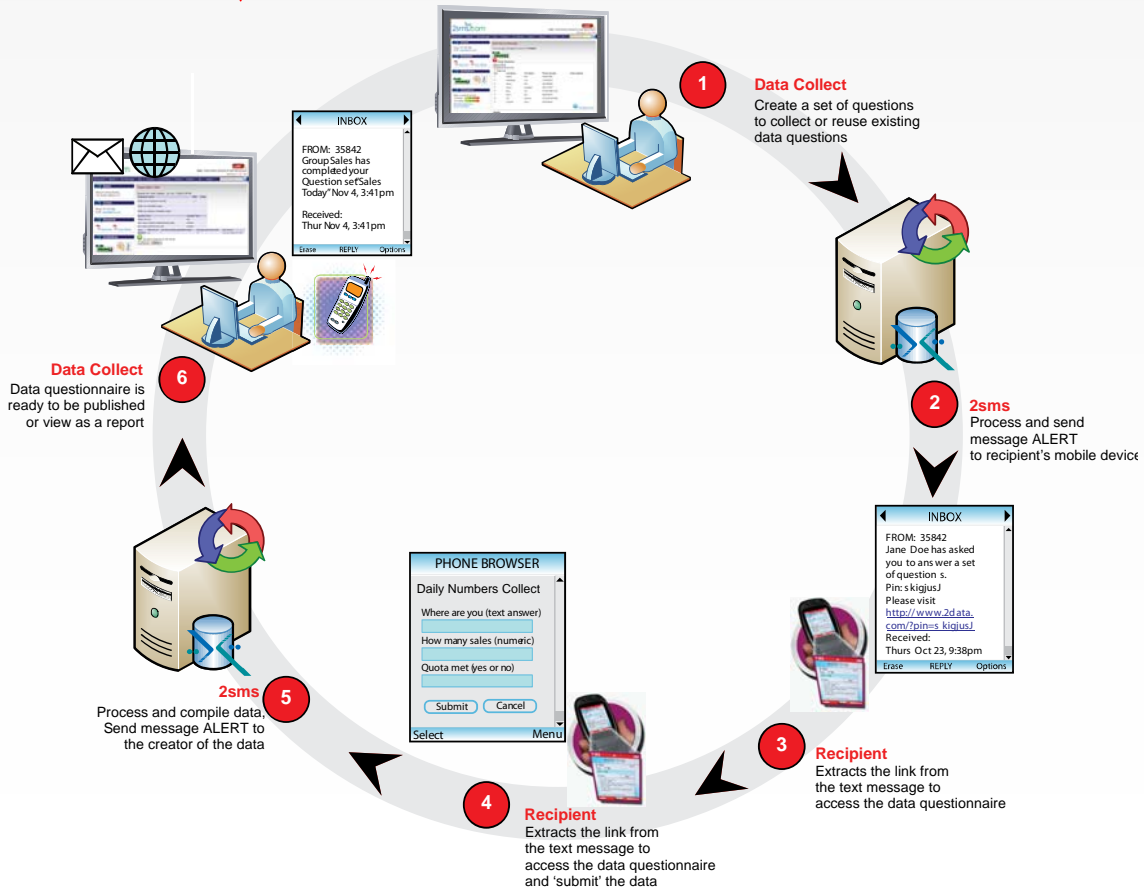 1
Data Collect
Create a set of questions
to collect or reuse existing
data questions
INBOX
FROM: 35842
GroupSales has
completed your
Question set“Sales
Today” Nov 4, 3:41pm
Received:
Thur Nov 4, 3:41pm
Erase REPLY Options
2
2sms
Process and send
message ALERT
to recipient's mobile device
INBOX
FROM: 35842
Jane Doe has asked
you to answer a set
of question s.
Pin: skigjusJ
Please visit
http://www.2data.
com/?pin=s kigjusJ
Received:
Thurs Oct 23, 9:38pm
Erase REPLY Options
3
Recipient
Extracts the link from
the text message to
access the data questionnaire
PHONE BROWSER
Daily Numbers Collect
Where are you (text answer)
How many sales (numeric)
Quota met (yes or no)
Submit Cancel
Select Menu
4
Recipient
Extracts the link from
the text message to
access the data questionnaire
and ‘submit’ the data
2sms
5
Process and compile data,
Send message ALERT to
the creator of the data
Data Collect
6
Data questionnaire is
ready to be published
or view as a report